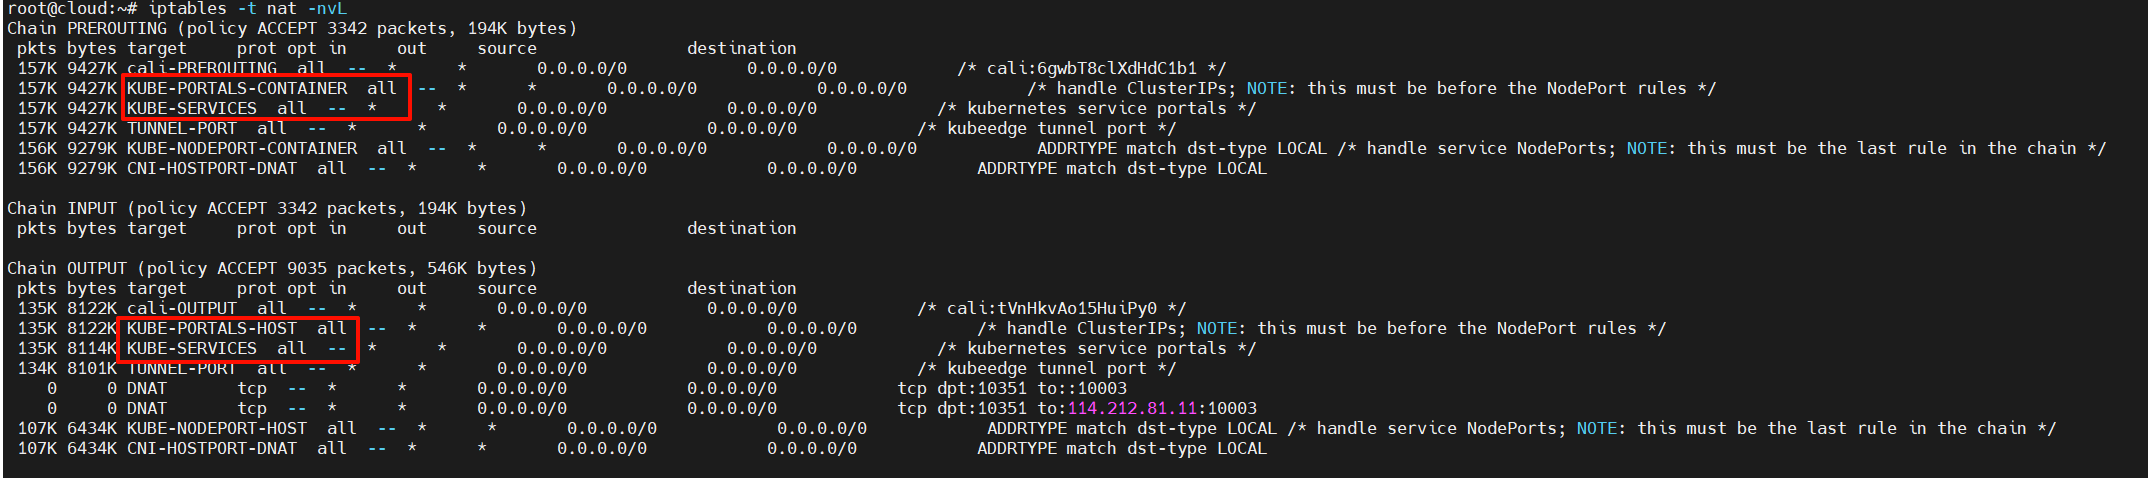 root@cloud:~# iptables -t nat -nvL
Chain PREROUTING (policy ACCEPT 3342 packets, 194K bytes)
 pkts bytes target     prot opt in     out     source               destination
 157K 9427K cali-PREROUTING  all  --  *      *       0.0.0.0/0            0.0.0.0/0            /* cali:6gwbT8clXdHdC1b1 */
 157K 9427K KUBE-PORTALS-CONTAINER  all  --  *      *       0.0.0.0/0            0.0.0.0/0            /* handle ClusterIPs; NOTE: this must be before the NodePort rules */
 157K 9427K KUBE-SERVICES  all  --  *      *       0.0.0.0/0            0.0.0.0/0            /* kubernetes service portals */
 157K 9427K TUNNEL-PORT  all  --  *      *       0.0.0.0/0            0.0.0.0/0            /* kubeedge tunnel port */
 156K 9279K KUBE-NODEPORT-CONTAINER  all  --  *      *       0.0.0.0/0            0.0.0.0/0            ADDRTYPE match dst-type LOCAL /* handle service NodePorts; NOTE: this must be the last rule in the chain */
 156K 9279K CNI-HOSTPORT-DNAT  all  --  *      *       0.0.0.0/0            0.0.0.0/0            ADDRTYPE match dst-type LOCAL
Chain INPUT (policy ACCEPT 3342 packets, 194K bytes)
 pkts bytes target     prot opt in     out     source               destination
Chain OUTPUT (policy ACCEPT 9035 packets, 546K bytes)
 pkts bytes target     prot opt in     out     source               destination
 135K 8122K cali-OUTPUT  all  --  *      *       0.0.0.0/0            0.0.0.0/0            /* cali:tVnHkvAo15HuiPy0 */
 135K 8122K KUBE-PORTALS-HOST  all  --  *      *       0.0.0.0/0            0.0.0.0/0            /* handle ClusterIPs; NOTE: this must be before the NodePort rules */
 135K 8114K KUBE-SERVICES  all  --  *      *       0.0.0.0/0            0.0.0.0/0            /* kubernetes service portals */
 134K 8101K TUNNEL-PORT  all  --  *      *       0.0.0.0/0            0.0.0.0/0            /* kubeedge tunnel port */
    0     0 DNAT       tcp  --  *      *       0.0.0.0/0            0.0.0.0/0            tcp dpt:10351 to::10003
    0     0 DNAT       tcp  --  *      *       0.0.0.0/0            0.0.0.0/0            tcp dpt:10351 to:114.212.81.11:10003
 107K 6434K KUBE-NODEPORT-HOST  all  --  *      *       0.0.0.0/0            0.0.0.0/0            ADDRTYPE match dst-type LOCAL /* handle service NodePorts; NOTE: this must be the last rule in the chain */
 107K 6434K CNI-HOSTPORT-DNAT  all  --  *      *       0.0.0.0/0            0.0.0.0/0            ADDRTYPE match dst-type LOCAL